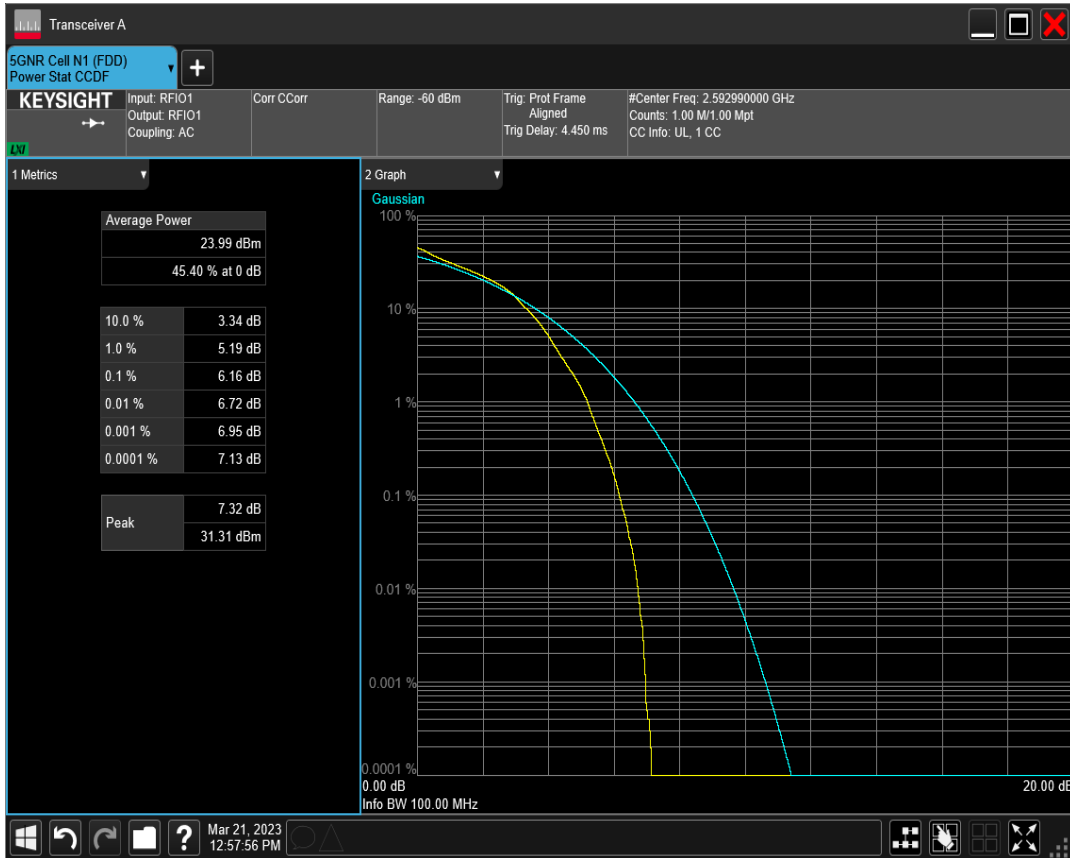 Transceiver A
5GNR Cell N1 (FDD)
Power Stat CCDF
+
KEYSIGHT
LXI
Input: RFIO1
Output: RFIO1
Coupling: AC
Corr CCorr
Range: -60 dBm
Trig: Prot Frame
Aligned
Trig Delay: 4.450 ms
#Center Freq: 2.592990000 GHz
Counts: 1.00 M/1.00 Mpt
CC Info: UL, 1 CC
1 Metrics
Average Power
23.99 dBm
45.40 % at 0 dB
10.0 % 3.34 dB
1.0 % 5.19 dB
0.1 % 6.16 dB
0.01 % 6.72 dB
0.001 % 6.95 dB
0.0001 % 7.13 dB
Peak 7.32 dB
31.31 dBm
2 Graph
Gaussian
100 %
10 %
1 %
0.1 %
0.01 %
0.001 %
0.0001 %
0.00 dB 20.00 dB
Info BW 100.00 MHz
?
Mar 21, 2023
12:57:56 PM